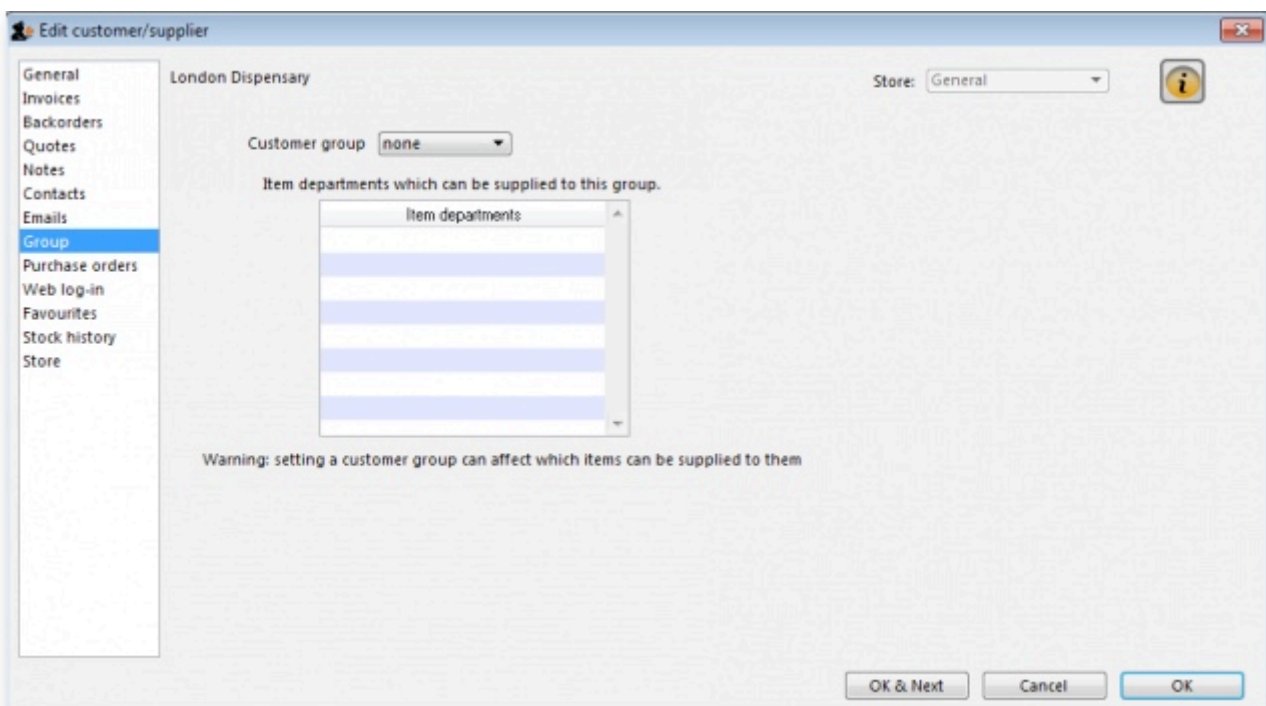 Edit customer/supplier
General
Invoices
Backorders
Quotes
Notes
Contacts
Emails
Group
Purchase orders
Web log-in
Favourites
Stock history
Store
London Dispensary
Store: General
i
Customer group none
Item departments which can be supplied to this group.
Item departments
Warning: setting a customer group can affect which items can be supplied to them
OK & Next Cancel OK